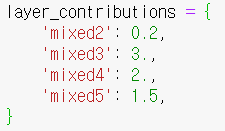 layer_contributions = {
    'mixed2': 0.2,
    'mixed3': 3.,
    'mixed4': 2.,
    'mixed5': 1.5,
}